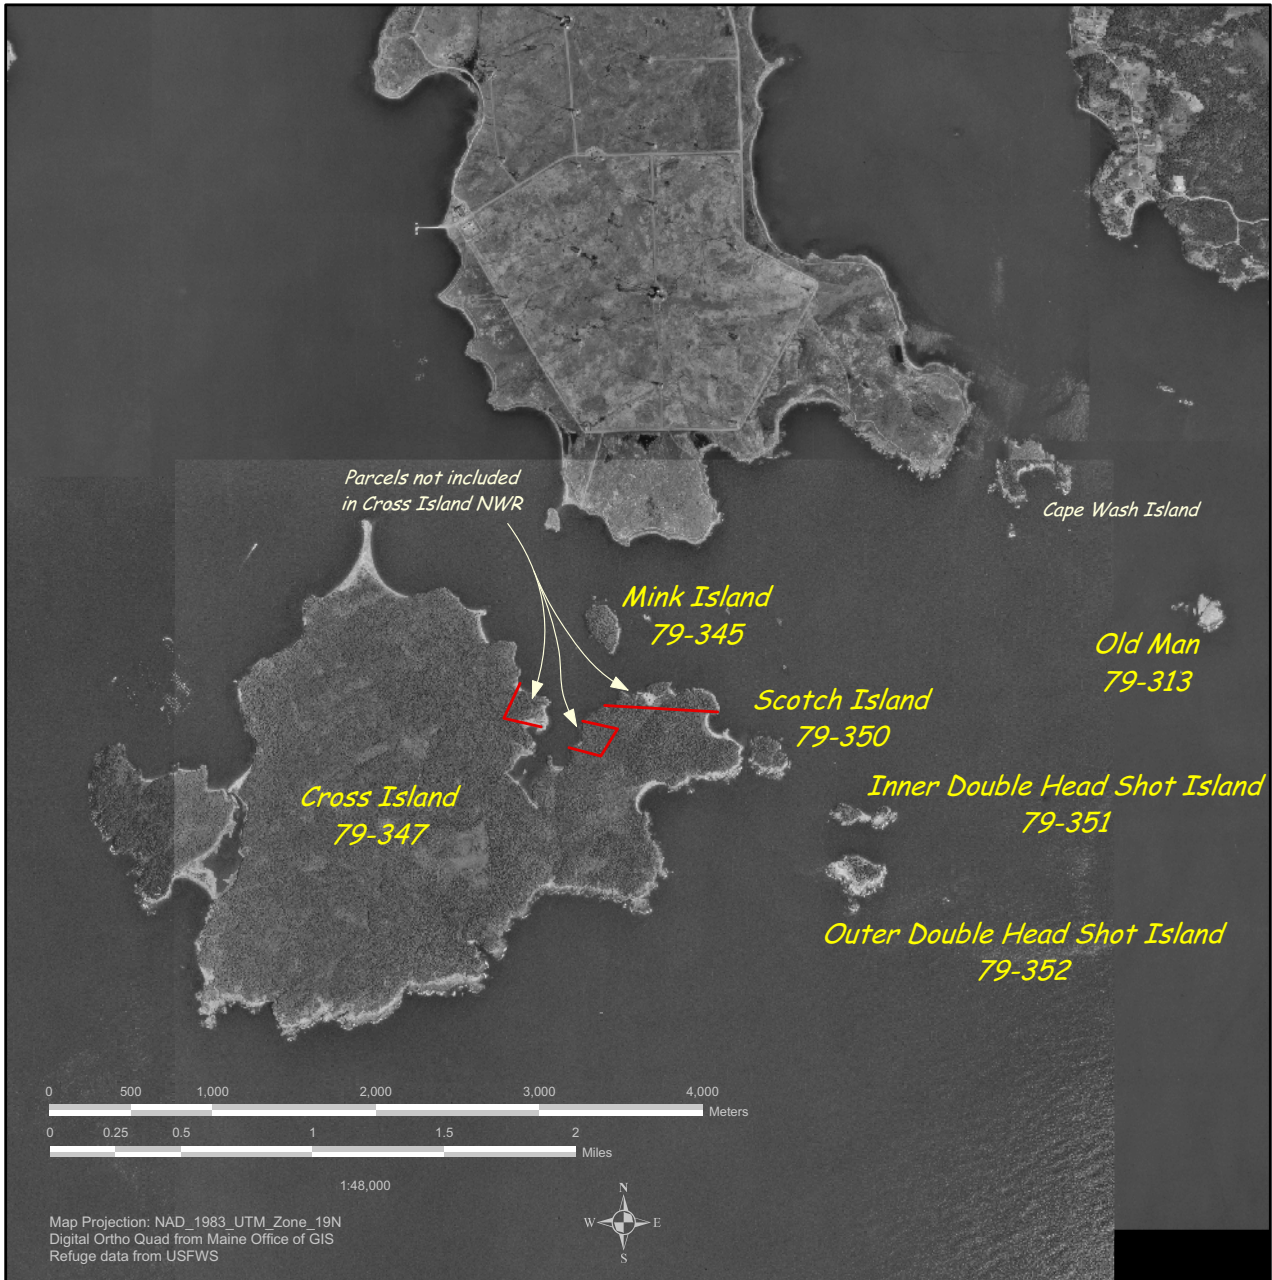 Parcels not included
in Cross Island NWR
Cape Wash Island
Mink Island
79-345
Old Man
79-313
Scotch Island
79-350
Inner Double Head Shot Island
79-351
Cross Island
79-347
Outer Double Head Shot Island
79-352
0 500 1,000 2,000 3,000 4,000
Meters
0 0.25 0.5 1 1.5 2
Miles
1:48,000
N
W E
S
Map Projection: NAD_1983_UTM_Zone_19N
Digital Ortho Quad from Maine Office of GIS
Refuge data from USFWS